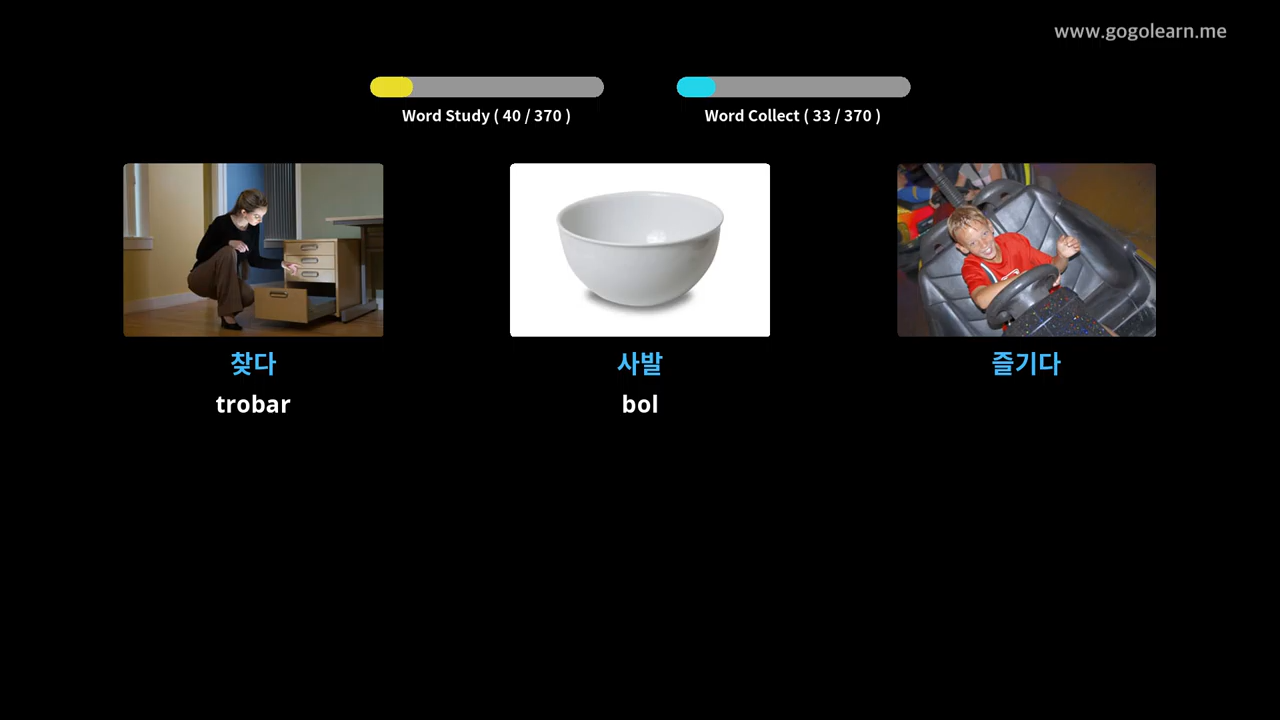 www.gogolearn.me
Word Study ( 40 / 370 )
Word Collect ( 33 / 370 )
찾다
trobar
사발
bol
즐기다